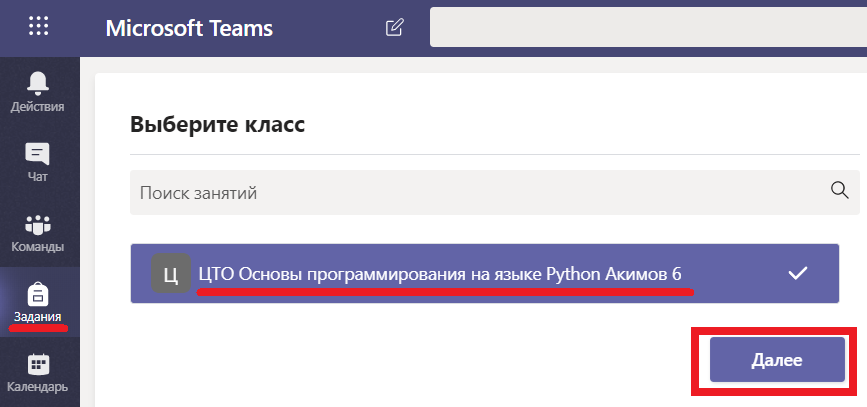 Microsoft Teams
Действия
Чат
Команды
Задания
Календарь
Выберите класс
Поиск занятий
Ц
ЦТО Основы программирования на языке Python Акимов 6
Далее